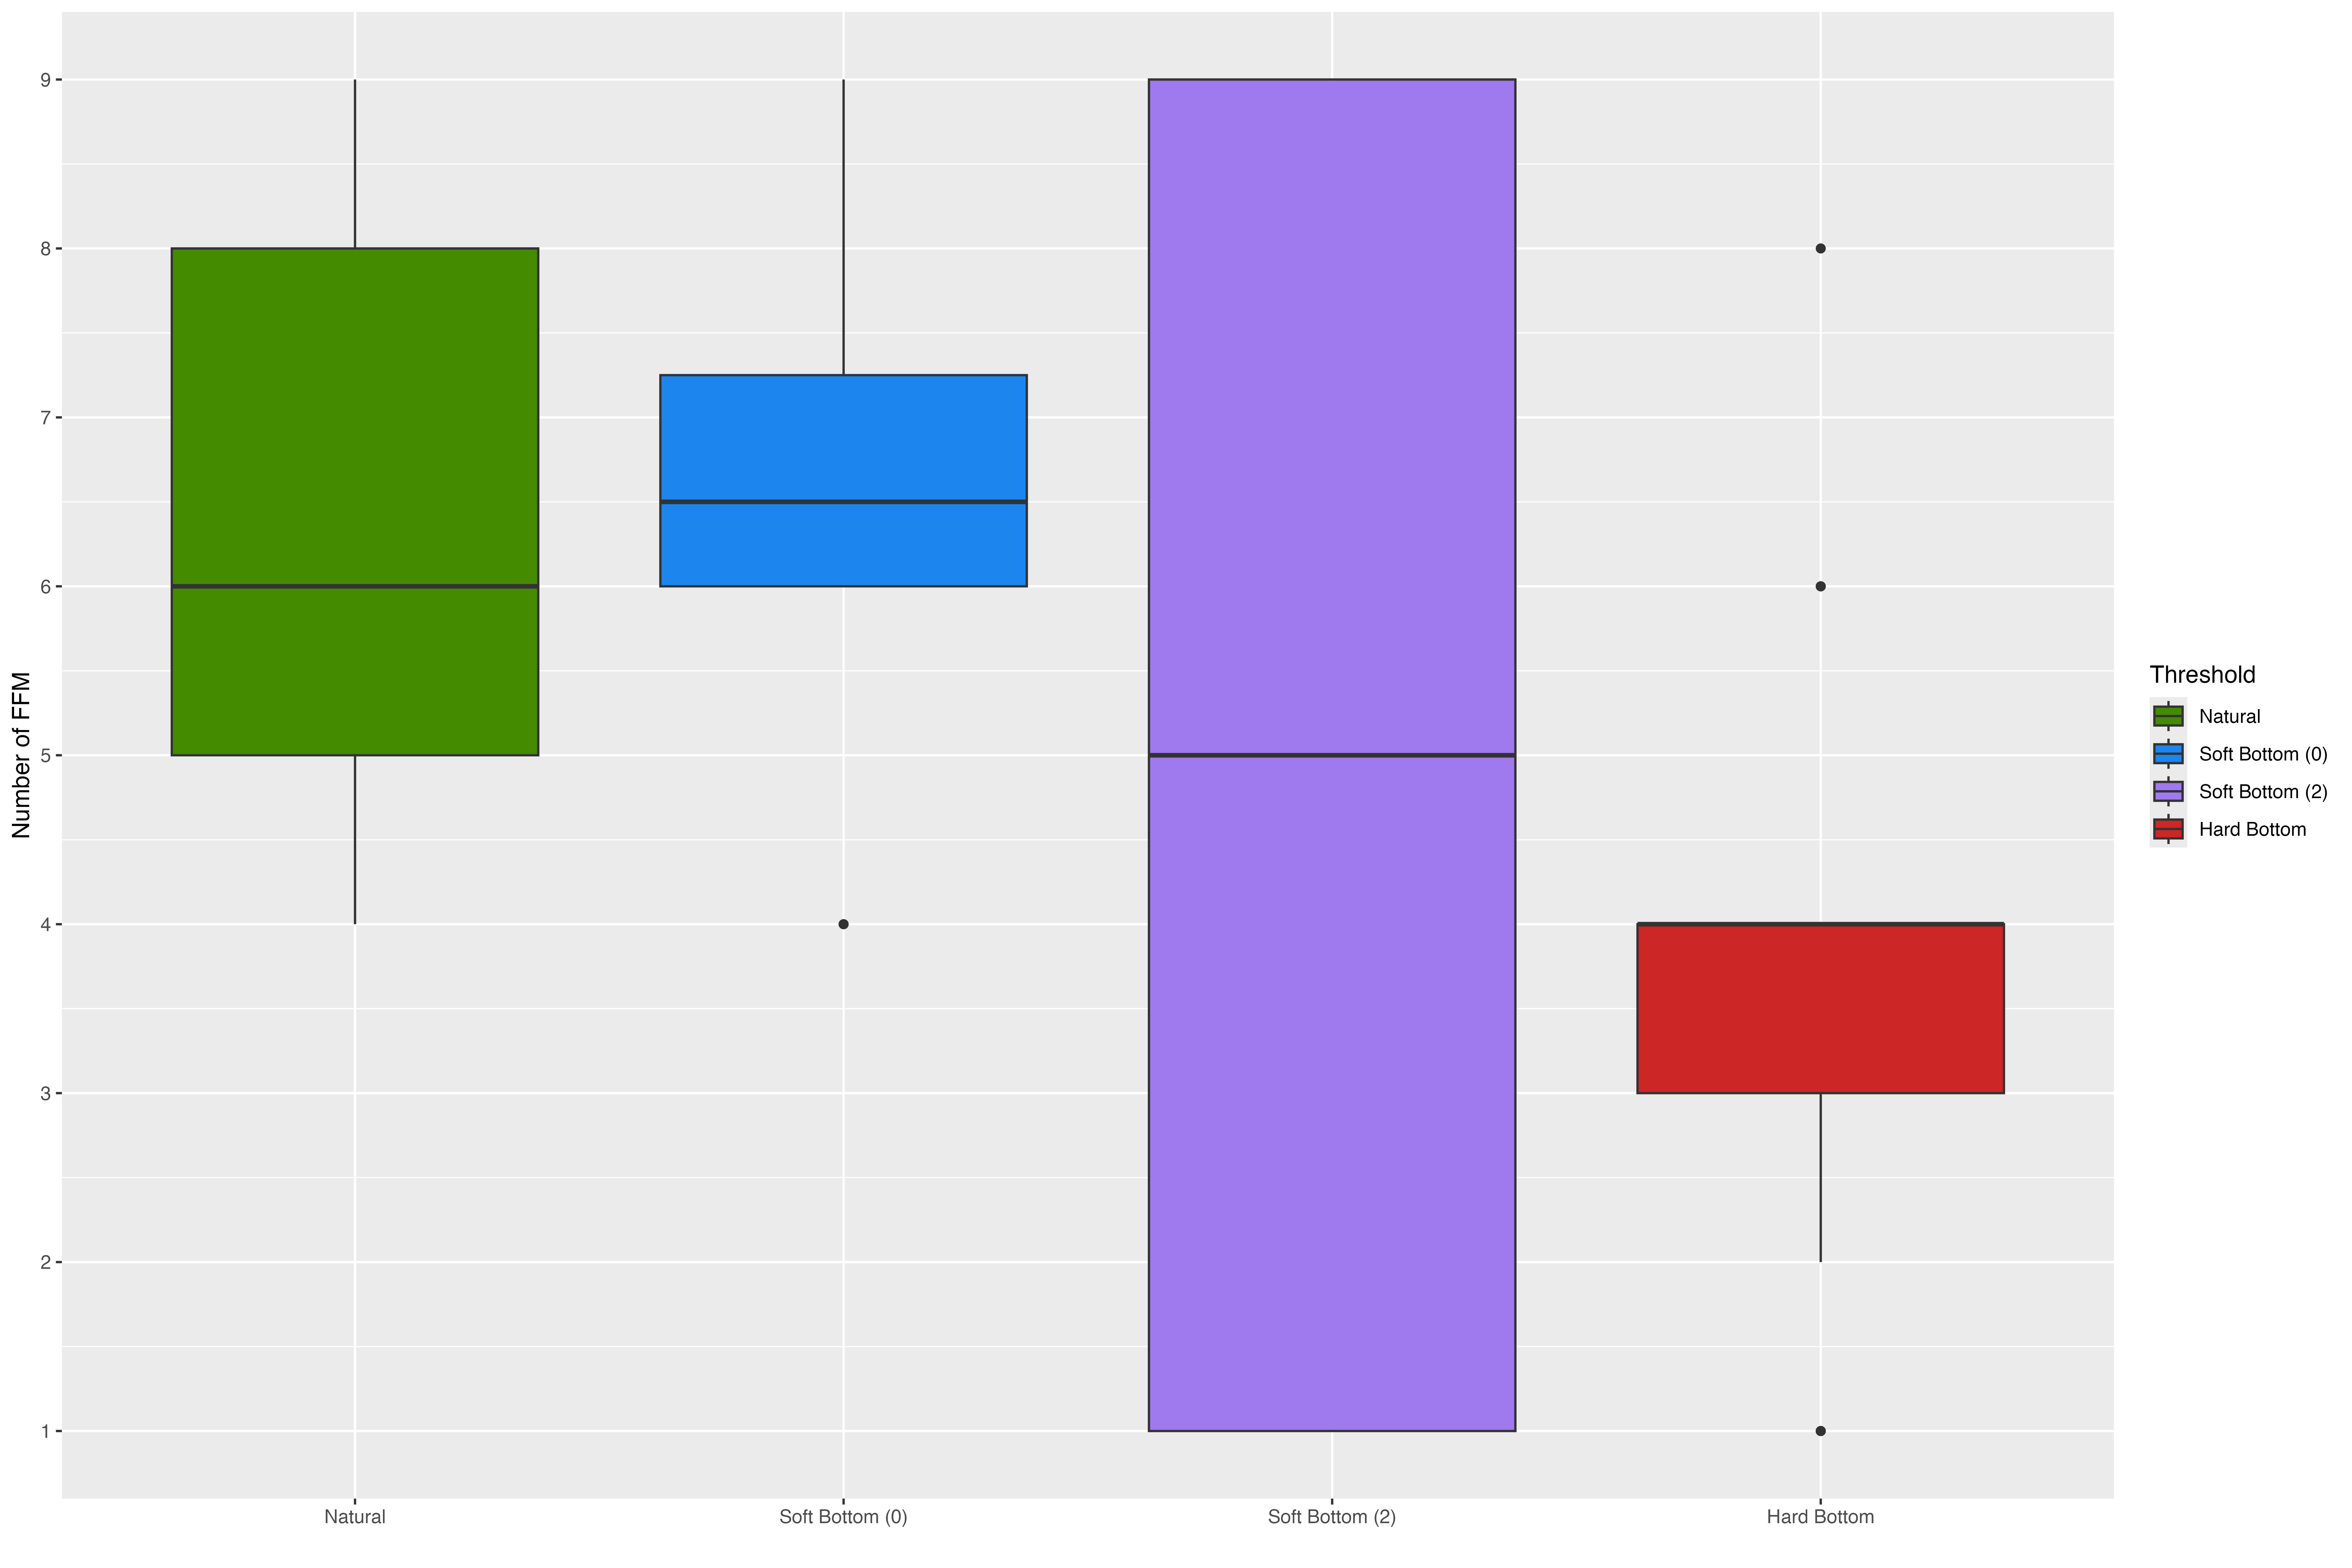 Number of FFM
9
8
7
6
5
4
3
2
1
Natural
Soft Bottom (0)
Soft Bottom (2)
Hard Bottom
Threshold
Natural
Soft Bottom (0)
Soft Bottom (2)
Hard Bottom